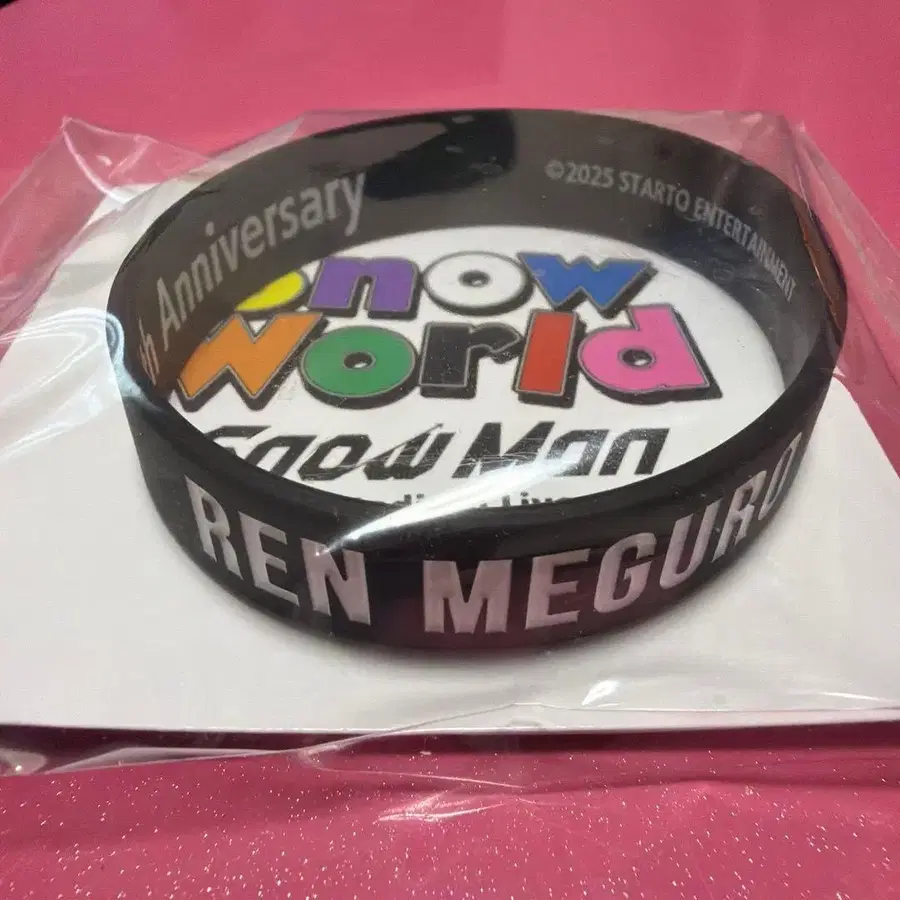 h Anniversary
©2025 STARTO ENTERTAINMENT
Snow
World
Snow Man
REN MEGURO